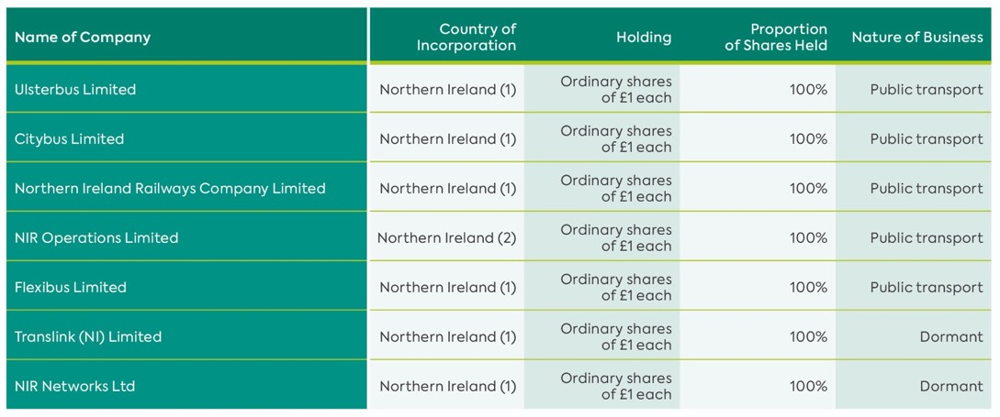 Name of Company
Country of
Incorporation
Holding
Proportion
of Shares Held
Nature of Business
Ulsterbus Limited
Northern Ireland (1)
Ordinary shares
of £1 each
100%
Public transport
Citybus Limited
Northern Ireland (1)
Ordinary shares
of £1 each
100%
Public transport
Northern Ireland Railways Company Limited
Northern Ireland (1)
Ordinary shares
of £1 each
100%
Public transport
NIR Operations Limited
Northern Ireland (2)
Ordinary shares
of £1 each
100%
Public transport
Flexibus Limited
Northern Ireland (1)
Ordinary shares
of £1 each
100%
Public transport
Translink (NI) Limited
Northern Ireland (1)
Ordinary shares
of £1 each
100%
Dormant
NIR Networks Ltd
Northern Ireland (1)
Ordinary shares
of £1 each
100%
Dormant